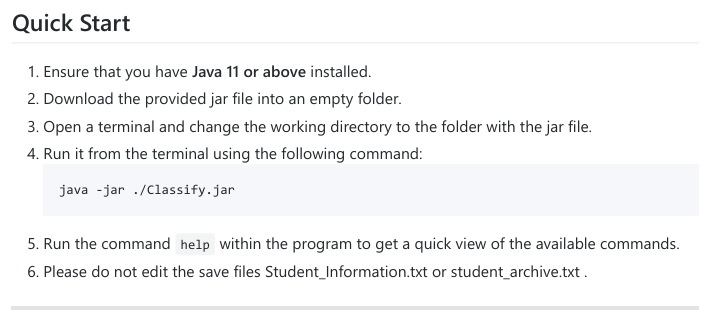 Quick Start
1. Ensure that you have Java 11 or above installed.
2. Download the provided jar file into an empty folder.
3. Open a terminal and change the working directory to the folder with the jar file.
4. Run it from the terminal using the following command:
java -jar ./Classify.jar
5. Run the command help within the program to get a quick view of the available commands.
6. Please do not edit the save files Student_Information.txt or student_archive.txt .